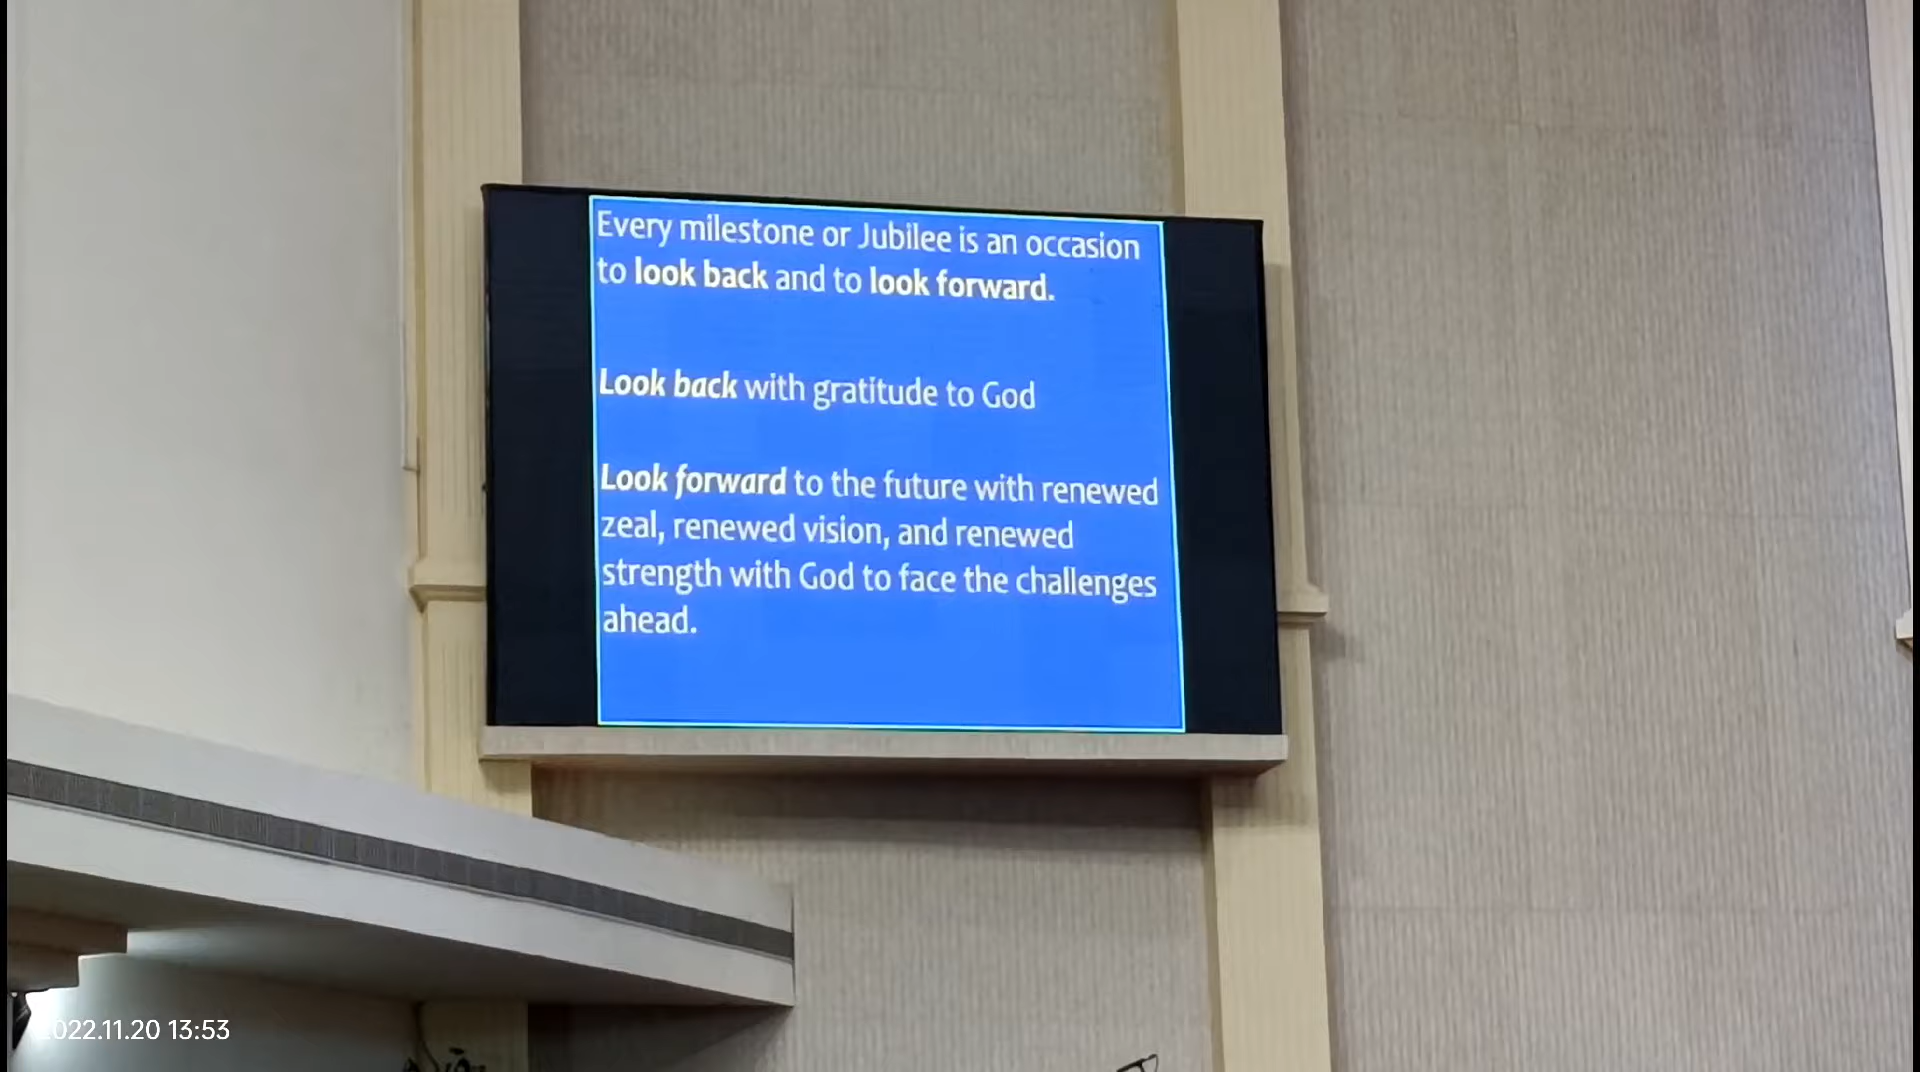 Every milestone or Jubilee is an occasion
to look back and to look forward.
Look back with gratitude to God
Look forward to the future with renewed
zeal, renewed vision, and renewed
strength with God to face the challenges
ahead.
2022.11.20 13:53